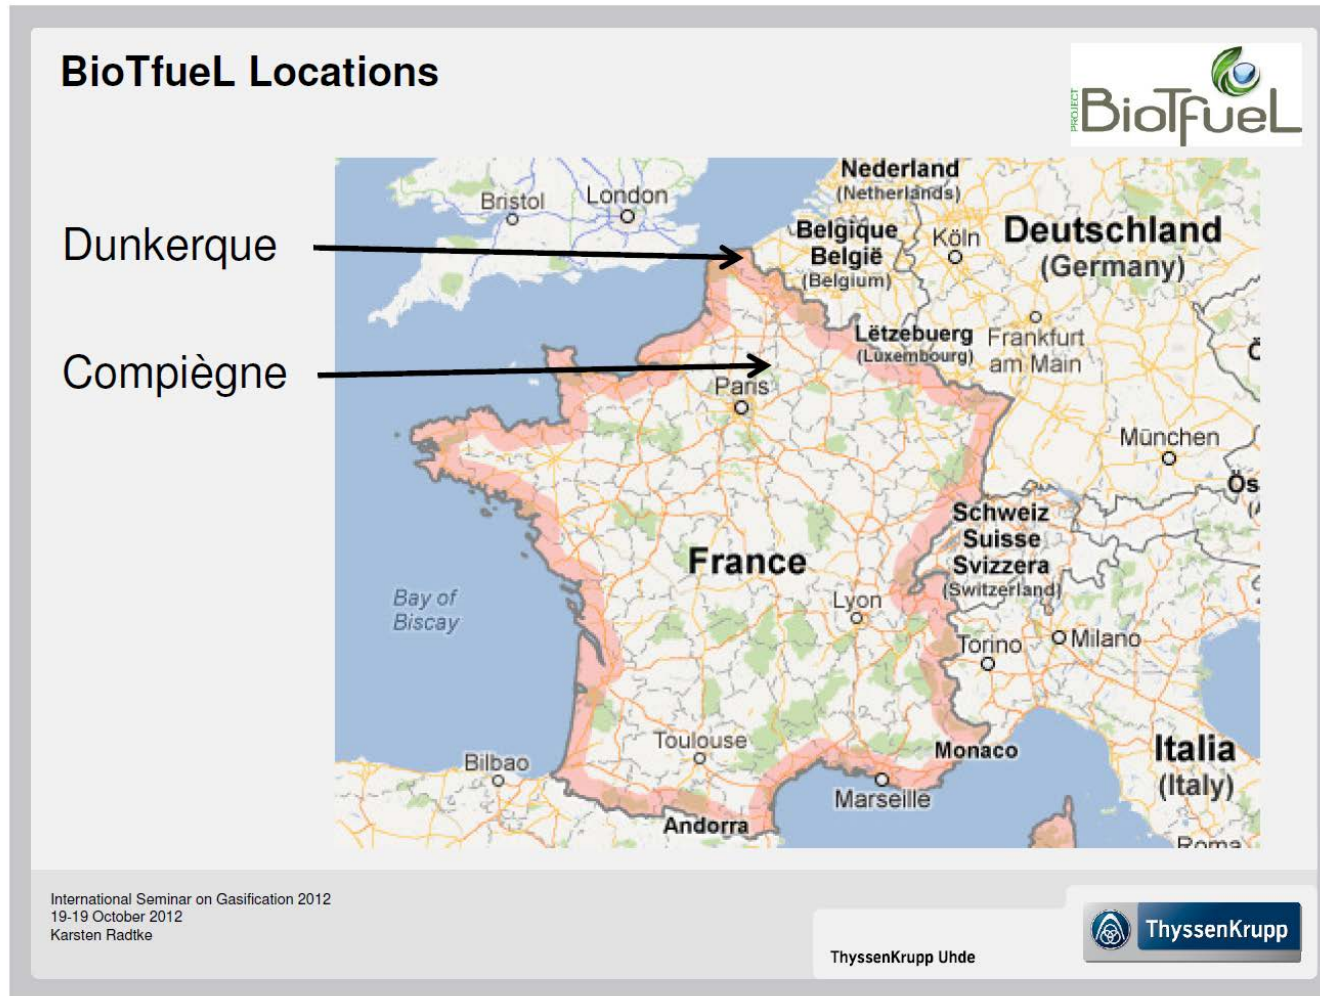 BioTfueL Locations
PROJECT
BioTfueL
Dunkerque
Compiègne
Nederland
(Netherlands)
Bristol
London
Belgique
België
(Belgium)
Köln
Deutschland
(Germany)
Lëtzebuerg
(Luxembourg)
Frankfurt
am Main
Paris
München
Schweiz
Suisse
Svizzera
(Switzerland)
France
Bay of
Biscay
Lyon
Torino
Milano
Toulouse
Monaco
Italia
(Italy)
Bilbao
Marseille
Andorra
Roma
International Seminar on Gasification 2012
19-19 October 2012
Karsten Radtke
ThyssenKrupp Uhde
ThyssenKrupp